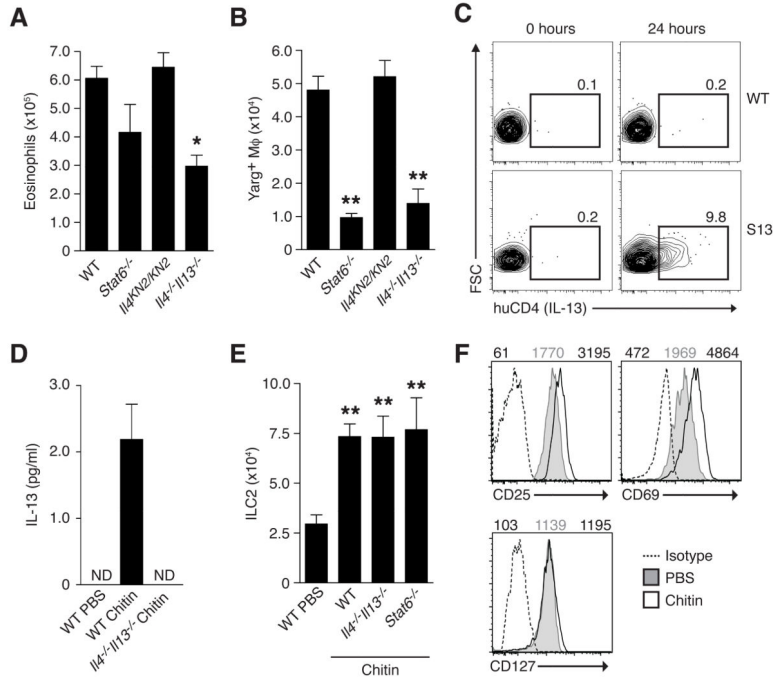 A
Eosinophils (x10⁵)
7.0
6.0
5.0
4.0
3.0
2.0
1.0
0
*
WT
Stat6-/-
Il4KN2/KN2
Il4-/-Il13-/-
B
Yarg+ Mϕ (x10⁴)
6.0
5.0
4.0
3.0
2.0
1.0
0
**
**
WT
Stat6-/-
Il4KN2/KN2
Il4-/-Il13-/-
C
0 hours
24 hours
0.1
0.2
WT
0.2
9.8
S13
FSC
huCD4 (IL-13)
D
IL-13 (pg/ml)
3.0
2.0
1.0
0
ND
ND
WT PBS
WT Chitin
Il4-/-Il13-/- Chitin
E
ILC2 (x10⁴)
10.0
7.5
5.0
2.5
0
**
**
**
WT PBS
WT
Il4-/-Il13-/-
Stat6-/-
Chitin
F
61 1770 3195
CD25
472 1969 4864
CD69
103 1139 1195
CD127
Isotype
PBS
Chitin